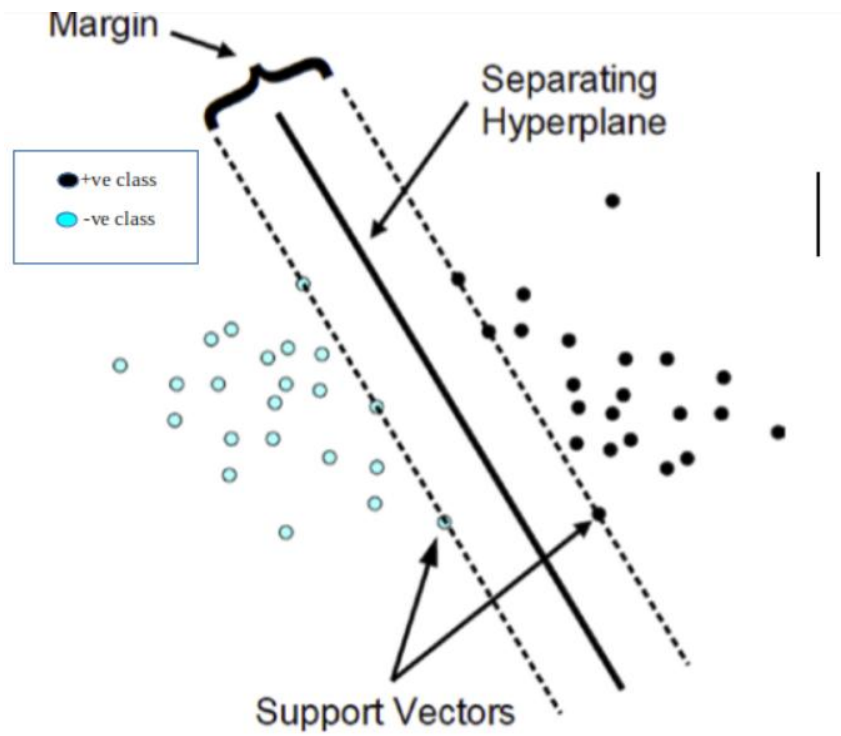 Margin
Separating
Hyperplane
+ve class
-ve class
Support Vectors